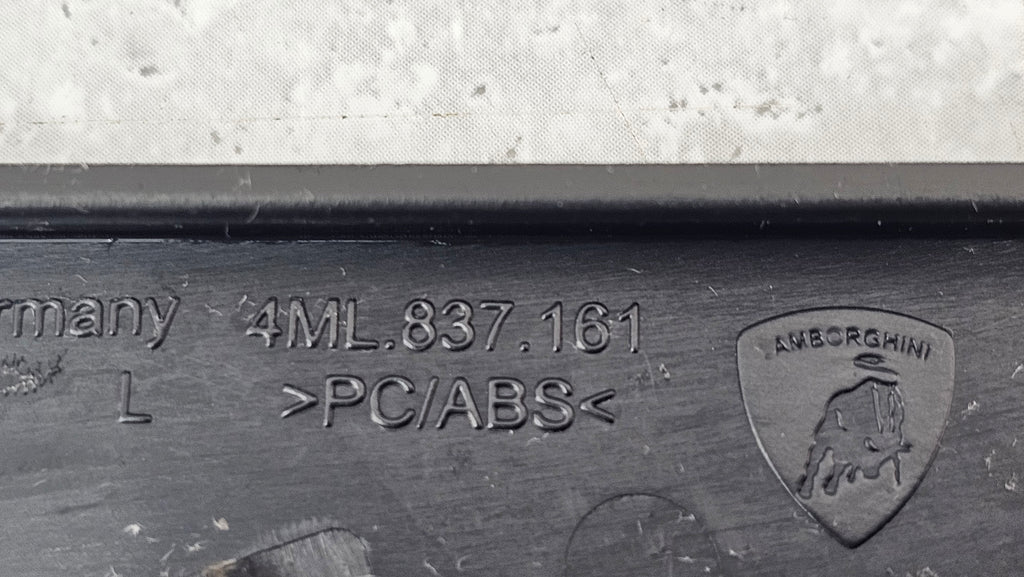 rmany 4ML.837.161
L >PC/ABS<
AMBORGHINI